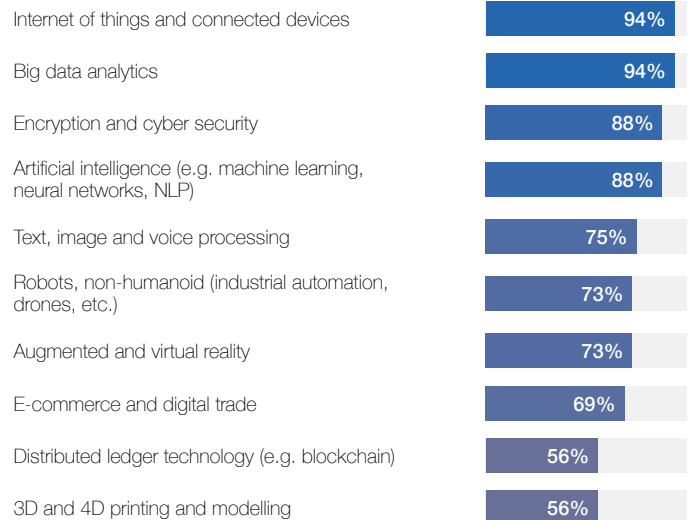 Internet of things and connected devices 94%
Big data analytics 94%
Encryption and cyber security 88%
Artificial intelligence (e.g. machine learning,
neural networks, NLP) 88%
Text, image and voice processing 75%
Robots, non-humanoid (industrial automation,
drones, etc.) 73%
Augmented and virtual reality 73%
E-commerce and digital trade 69%
Distributed ledger technology (e.g. blockchain) 56%
3D and 4D printing and modelling 56%